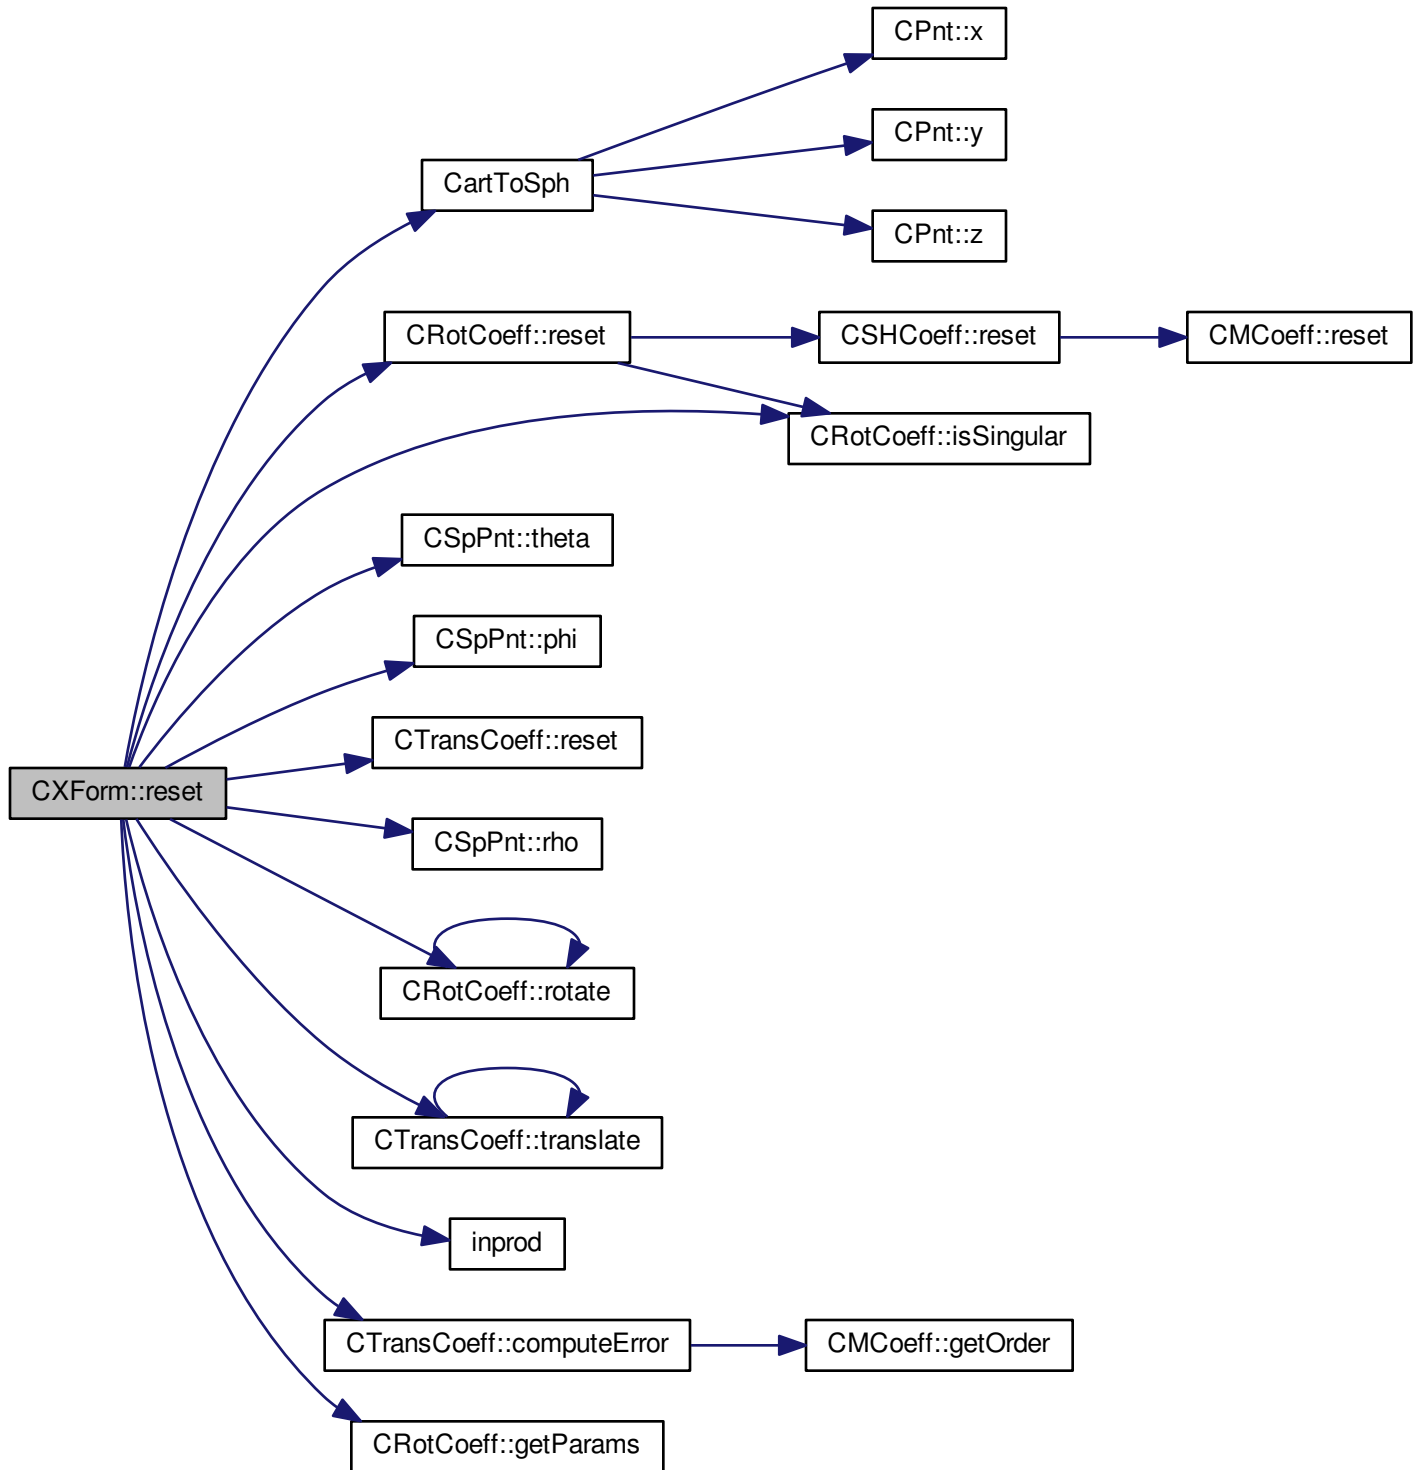 CPnt::x
CPnt::y
CartToSph
CPnt::z
CRotCoeff::reset
CSHCoeff::reset
CMCoeff::reset
CRotCoeff::isSingular
CSpPnt::theta
CSpPnt::phi
CTransCoeff::reset
CXForm::reset
CSpPnt::rho
CRotCoeff::rotate
CTransCoeff::translate
inprod
CTransCoeff::computeError
CMCoeff::getOrder
CRotCoeff::getParams